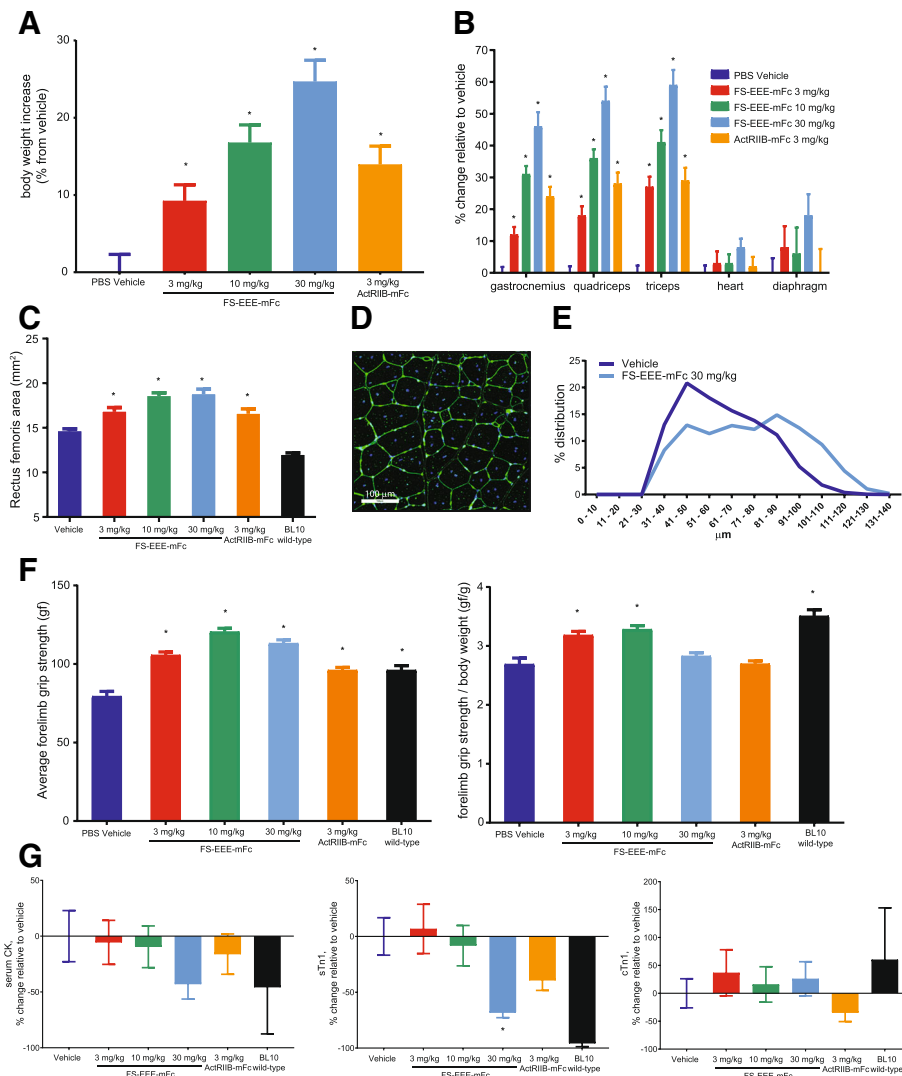 A
body weight increase
(% from vehicle)
30
20
10
0
PBS Vehicle
3 mg/kg
10 mg/kg
30 mg/kg
3 mg/kg
ActRIIB-mFc
FS-EEE-mFc
*
*
*
*
B
% change relative to vehicle
70
60
50
40
30
20
10
0
PBS Vehicle
FS-EEE-mFc 3 mg/kg
FS-EEE-mFc 10 mg/kg
FS-EEE-mFc 30 mg/kg
ActRIIB-mFc 3 mg/kg
* * * *
* * * *
* * * *
gastrocnemius quadriceps triceps heart diaphragm
C
Rectus femoris area (mm²)
25
20
15
10
5
* * * *
Vehicle
3 mg/kg
10 mg/kg
30 mg/kg
3 mg/kg
ActRIIB-mFc
BL10
wild-type
FS-EEE-mFc
D
100 µm
E
% distribution
25
20
15
10
5
0
Vehicle
FS-EEE-mFc 30 mg/kg
0 - 10
11 - 20
21 - 30
31 - 40
41 - 50
51 - 60
61 - 70
71 - 80
81 - 90
91-100
101-110
111-120
121-130
131-140
µm
F
Average forelimb grip strength (gf)
150
100
50
0
* * * * *
PBS Vehicle
3 mg/kg
10 mg/kg
30 mg/kg
3 mg/kg
ActRIIB-mFc
BL10
wild-type
FS-EEE-mFc
forelimb grip strength / body weight (gf/g)
4
3
2
1
0
* * *
PBS Vehicle
3 mg/kg
10 mg/kg
30 mg/kg
3 mg/kg
ActRIIB-mFc
BL10
wild-type
FS-EEE-mFc
G
serum CK,
% change relative to vehicle
50
0
-50
-100
Vehicle
3 mg/kg
10 mg/kg
30 mg/kg
3 mg/kg
ActRIIB-mFc
BL10
wild-type
FS-EEE-mFc
sTn1,
% change relative to vehicle
50
0
-50
-100
*
Vehicle
3 mg/kg
10 mg/kg
30 mg/kg
3 mg/kg
ActRIIB-mFc
BL10
wild-type
FS-EEE-mFc
cTn1,
% change relative to vehicle
200
150
100
50
0
-50
-100
Vehicle
3 mg/kg
10 mg/kg
30 mg/kg
3 mg/kg
ActRIIB-mFc
BL10
wild-type
FS-EEE-mFc